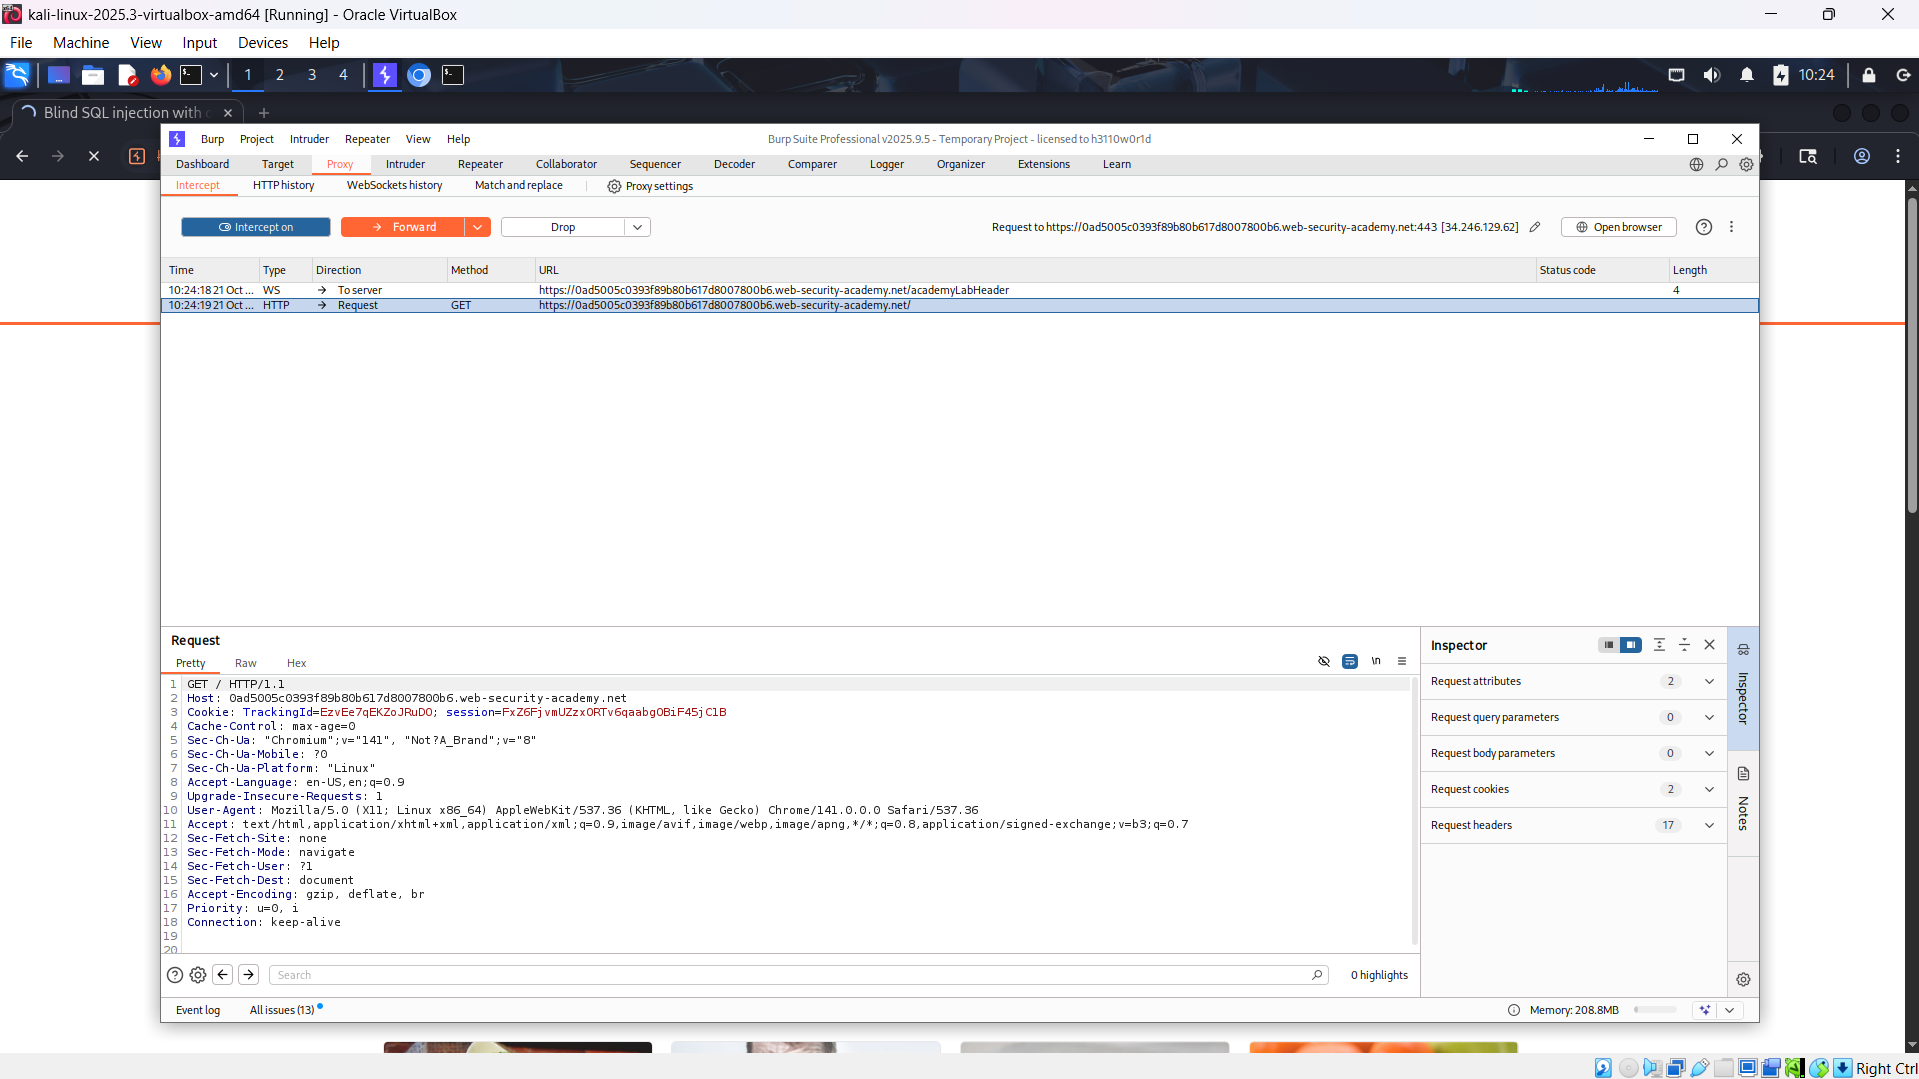 kali-linux-2025.3-virtualbox-amd64 [Running] - Oracle VirtualBox
File Machine View Input Devices Help
1 2 3 4 10:24
Blind SQL injection with
Burp Project Intruder Repeater View Help Burp Suite Professional v2025.9.5 - Temporary Project - licensed to h3110w0r1d
Dashboard Target Proxy Intruder Repeater Collaborator Sequencer Decoder Comparer Logger Organizer Extensions Learn
Intercept HTTP history WebSockets history Match and replace Proxy settings
Intercept on Forward Drop Request to https://0ad5005c0393f89b80b617d8007800b6.web-security-academy.net:443 [34.246.129.62] Open browser
Time Type Direction Method URL Status code Length
10:24:18 21 Oct ... WS → To server https://0ad5005c0393f89b80b617d8007800b6.web-security-academy.net/academyLabHeader 4
10:24:19 21 Oct ... HTTP → Request GET https://0ad5005c0393f89b80b617d8007800b6.web-security-academy.net/
Request
Pretty Raw Hex \n
1 GET / HTTP/1.1
2 Host: 0ad5005c0393f89b80b617d8007800b6.web-security-academy.net
3 Cookie: TrackingId=EzvEe7qEKZoJRuDO; session=FxZ6FjvmUZzxORTv6qaabgOBiF45jC1B
4 Cache-Control: max-age=0
5 Sec-Ch-Ua: "Chromium";v="141", "Not?A_Brand";v="8"
6 Sec-Ch-Ua-Mobile: ?0
7 Sec-Ch-Ua-Platform: "Linux"
8 Accept-Language: en-US,en;q=0.9
9 Upgrade-Insecure-Requests: 1
10 User-Agent: Mozilla/5.0 (X11; Linux x86_64) AppleWebKit/537.36 (KHTML, like Gecko) Chrome/141.0.0.0 Safari/537.36
11 Accept: text/html,application/xhtml+xml,application/xml;q=0.9,image/avif,image/webp,image/apng,*/*;q=0.8,application/signed-exchange;v=b3;q=0.7
12 Sec-Fetch-Site: none
13 Sec-Fetch-Mode: navigate
14 Sec-Fetch-User: ?1
15 Sec-Fetch-Dest: document
16 Accept-Encoding: gzip, deflate, br
17 Priority: u=0, i
18 Connection: keep-alive
19
20
Inspector
Request attributes 2
Request query parameters 0
Request body parameters 0
Request cookies 2
Request headers 17
Inspector
Notes
Search 0 highlights
Event log All issues (13) Memory: 208.8MB
Right Ctrl